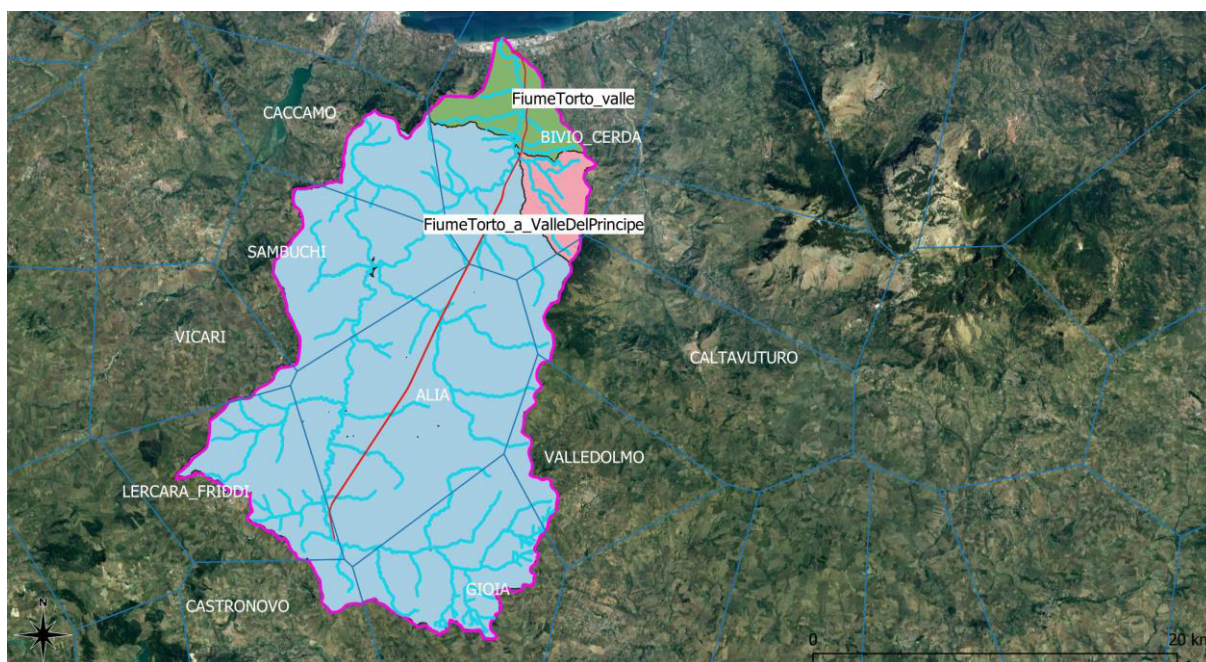 CACCAMO
FiumeTorto_valle
BIVIO_CERDA
FiumeTorto_a_ValleDelPrincipe
SAMBUCHI
VICARI
CALTAVUTURO
ALIA
VALLEDOLMO
LERCARA_FRIDDI
GIOIA
CASTRONOVO
N
0 20 km